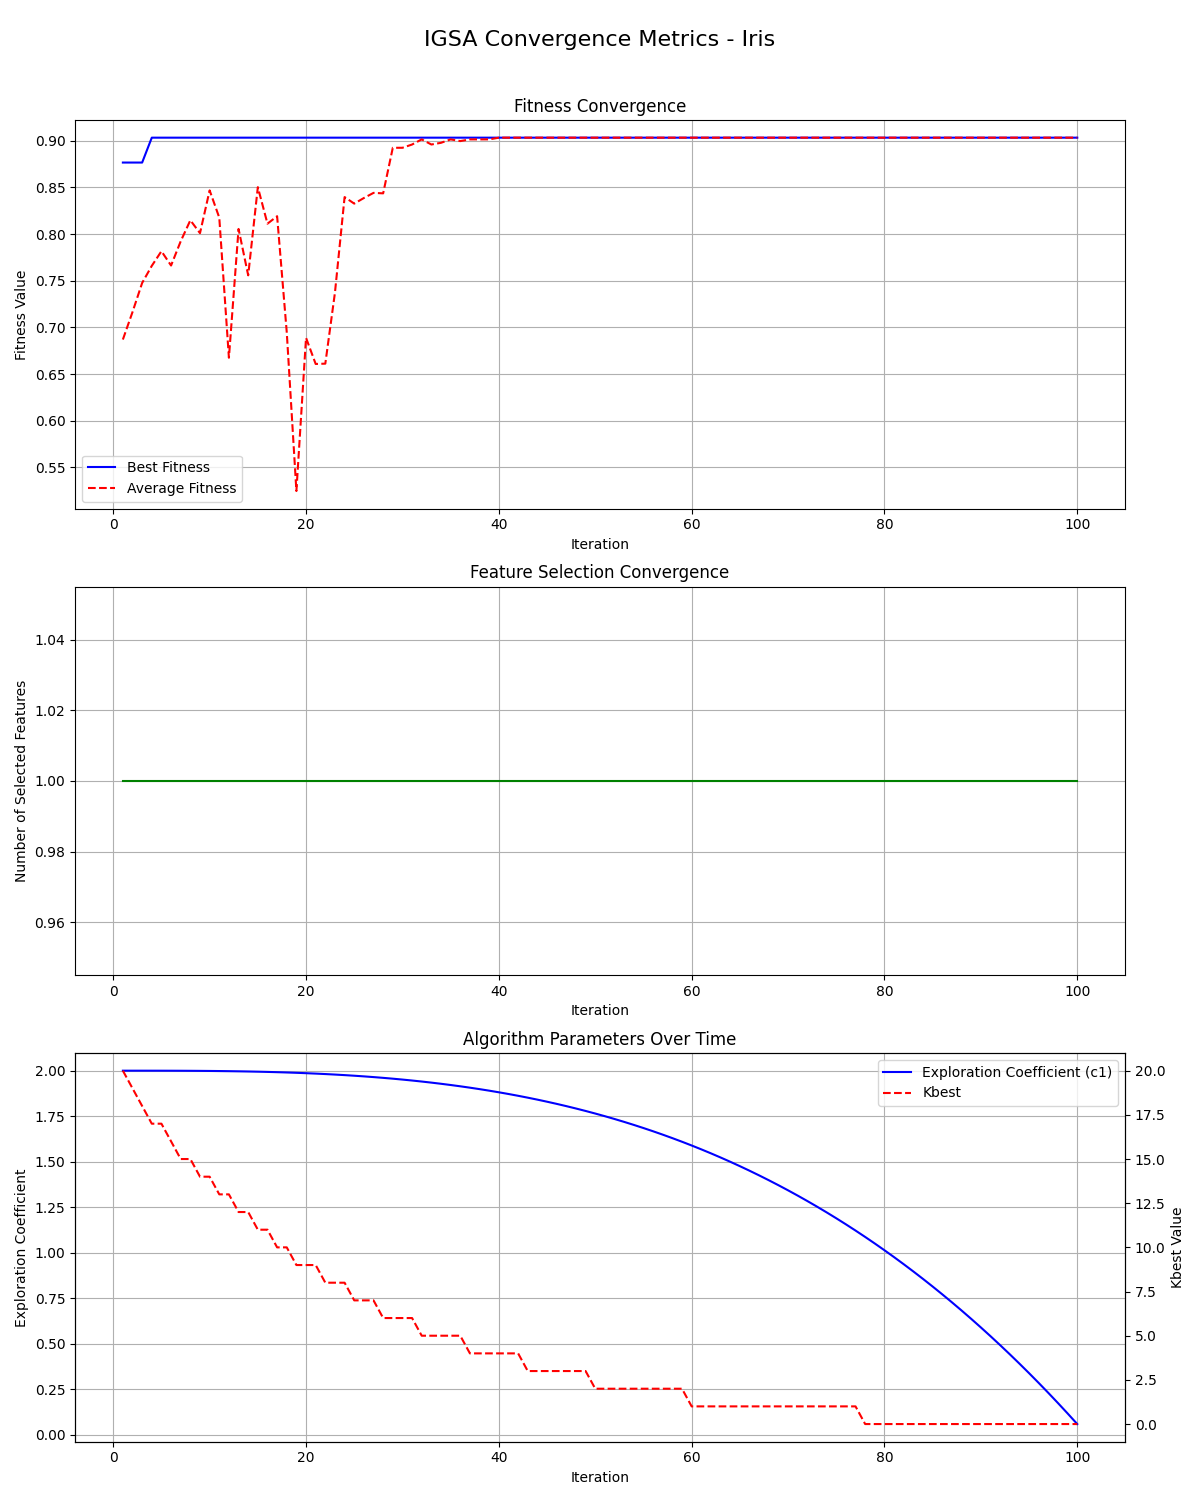 IGSA Convergence Metrics - Iris
Fitness Convergence
0.90
0.85
0.80
0.75
0.70
0.65
0.60
0.55
Fitness Value
Best Fitness
Average Fitness
0 20 40 60 80 100
Iteration
Feature Selection Convergence
1.04
1.02
1.00
0.98
0.96
Number of Selected Features
0 20 40 60 80 100
Iteration
Algorithm Parameters Over Time
2.00
1.75
1.50
1.25
1.00
0.75
0.50
0.25
0.00
Exploration Coefficient
Exploration Coefficient (c1)
Kbest
20.0
17.5
15.0
12.5
10.0
7.5
5.0
2.5
0.0
Kbest Value
0 20 40 60 80 100
Iteration